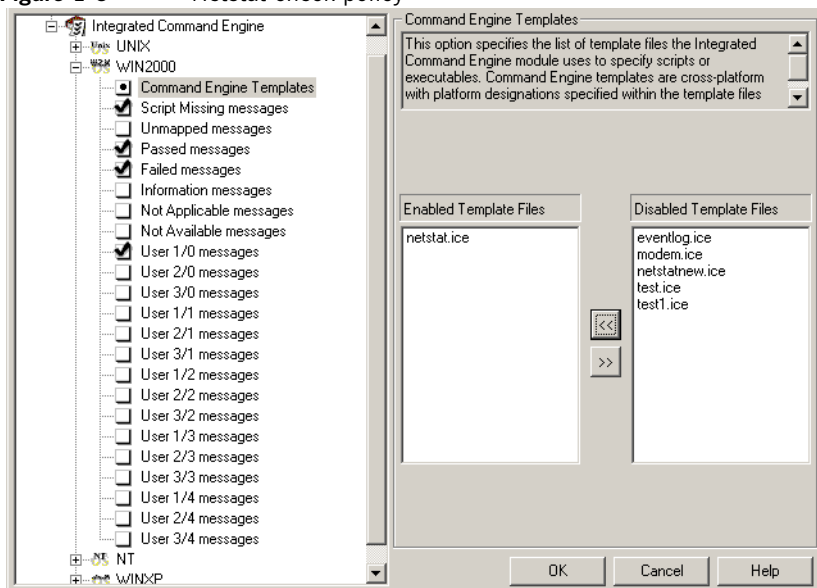 Integrated Command Engine
UNIX
WIN2000
Command Engine Templates
Script Missing messages
Unmapped messages
Passed messages
Failed messages
Information messages
Not Applicable messages
Not Available messages
User 1/0 messages
User 2/0 messages
User 3/0 messages
User 1/1 messages
User 2/1 messages
User 3/1 messages
User 1/2 messages
User 2/2 messages
User 3/2 messages
User 1/3 messages
User 2/3 messages
User 3/3 messages
User 1/4 messages
User 2/4 messages
User 3/4 messages
NT
WINXP
Command Engine Templates
This option specifies the list of template files the Integrated
Command Engine module uses to specify scripts or
executables. Command Engine templates are cross-platform
with platform designations specified within the template files
Enabled Template Files
netstat.ice
<<
>>
Disabled Template Files
eventlog.ice
modem.ice
netstatnew.ice
test.ice
test1.ice
OK
Cancel
Help